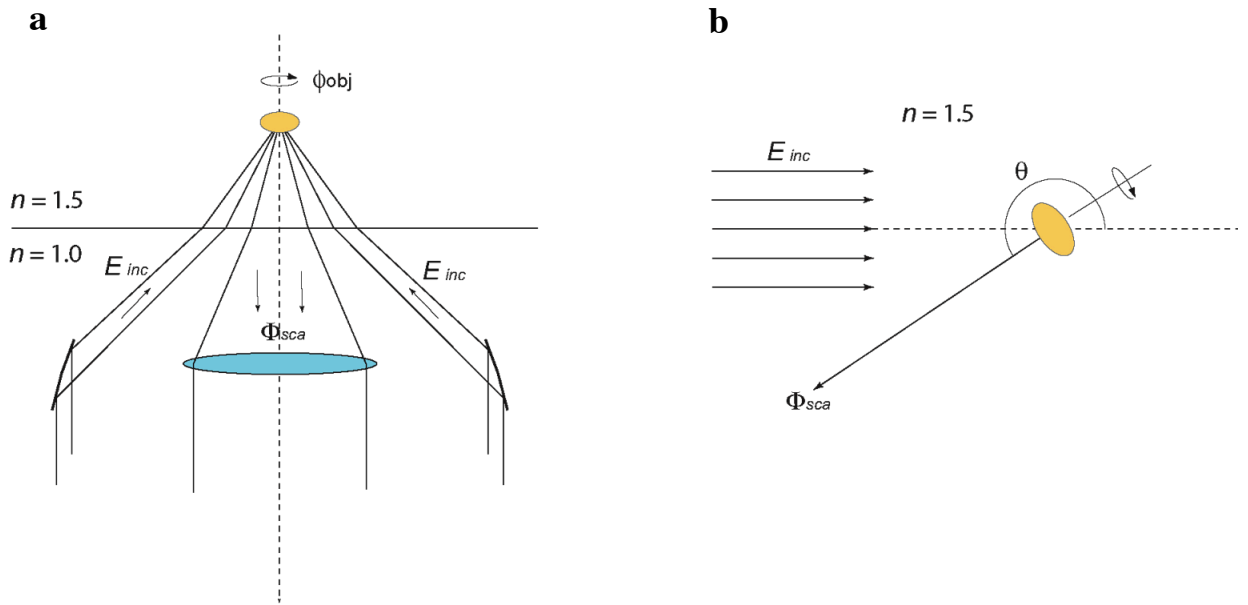 a
ϕobj
n = 1.5
n = 1.0
E inc
E inc
Φsca
b
n = 1.5
E inc
θ
Φsca